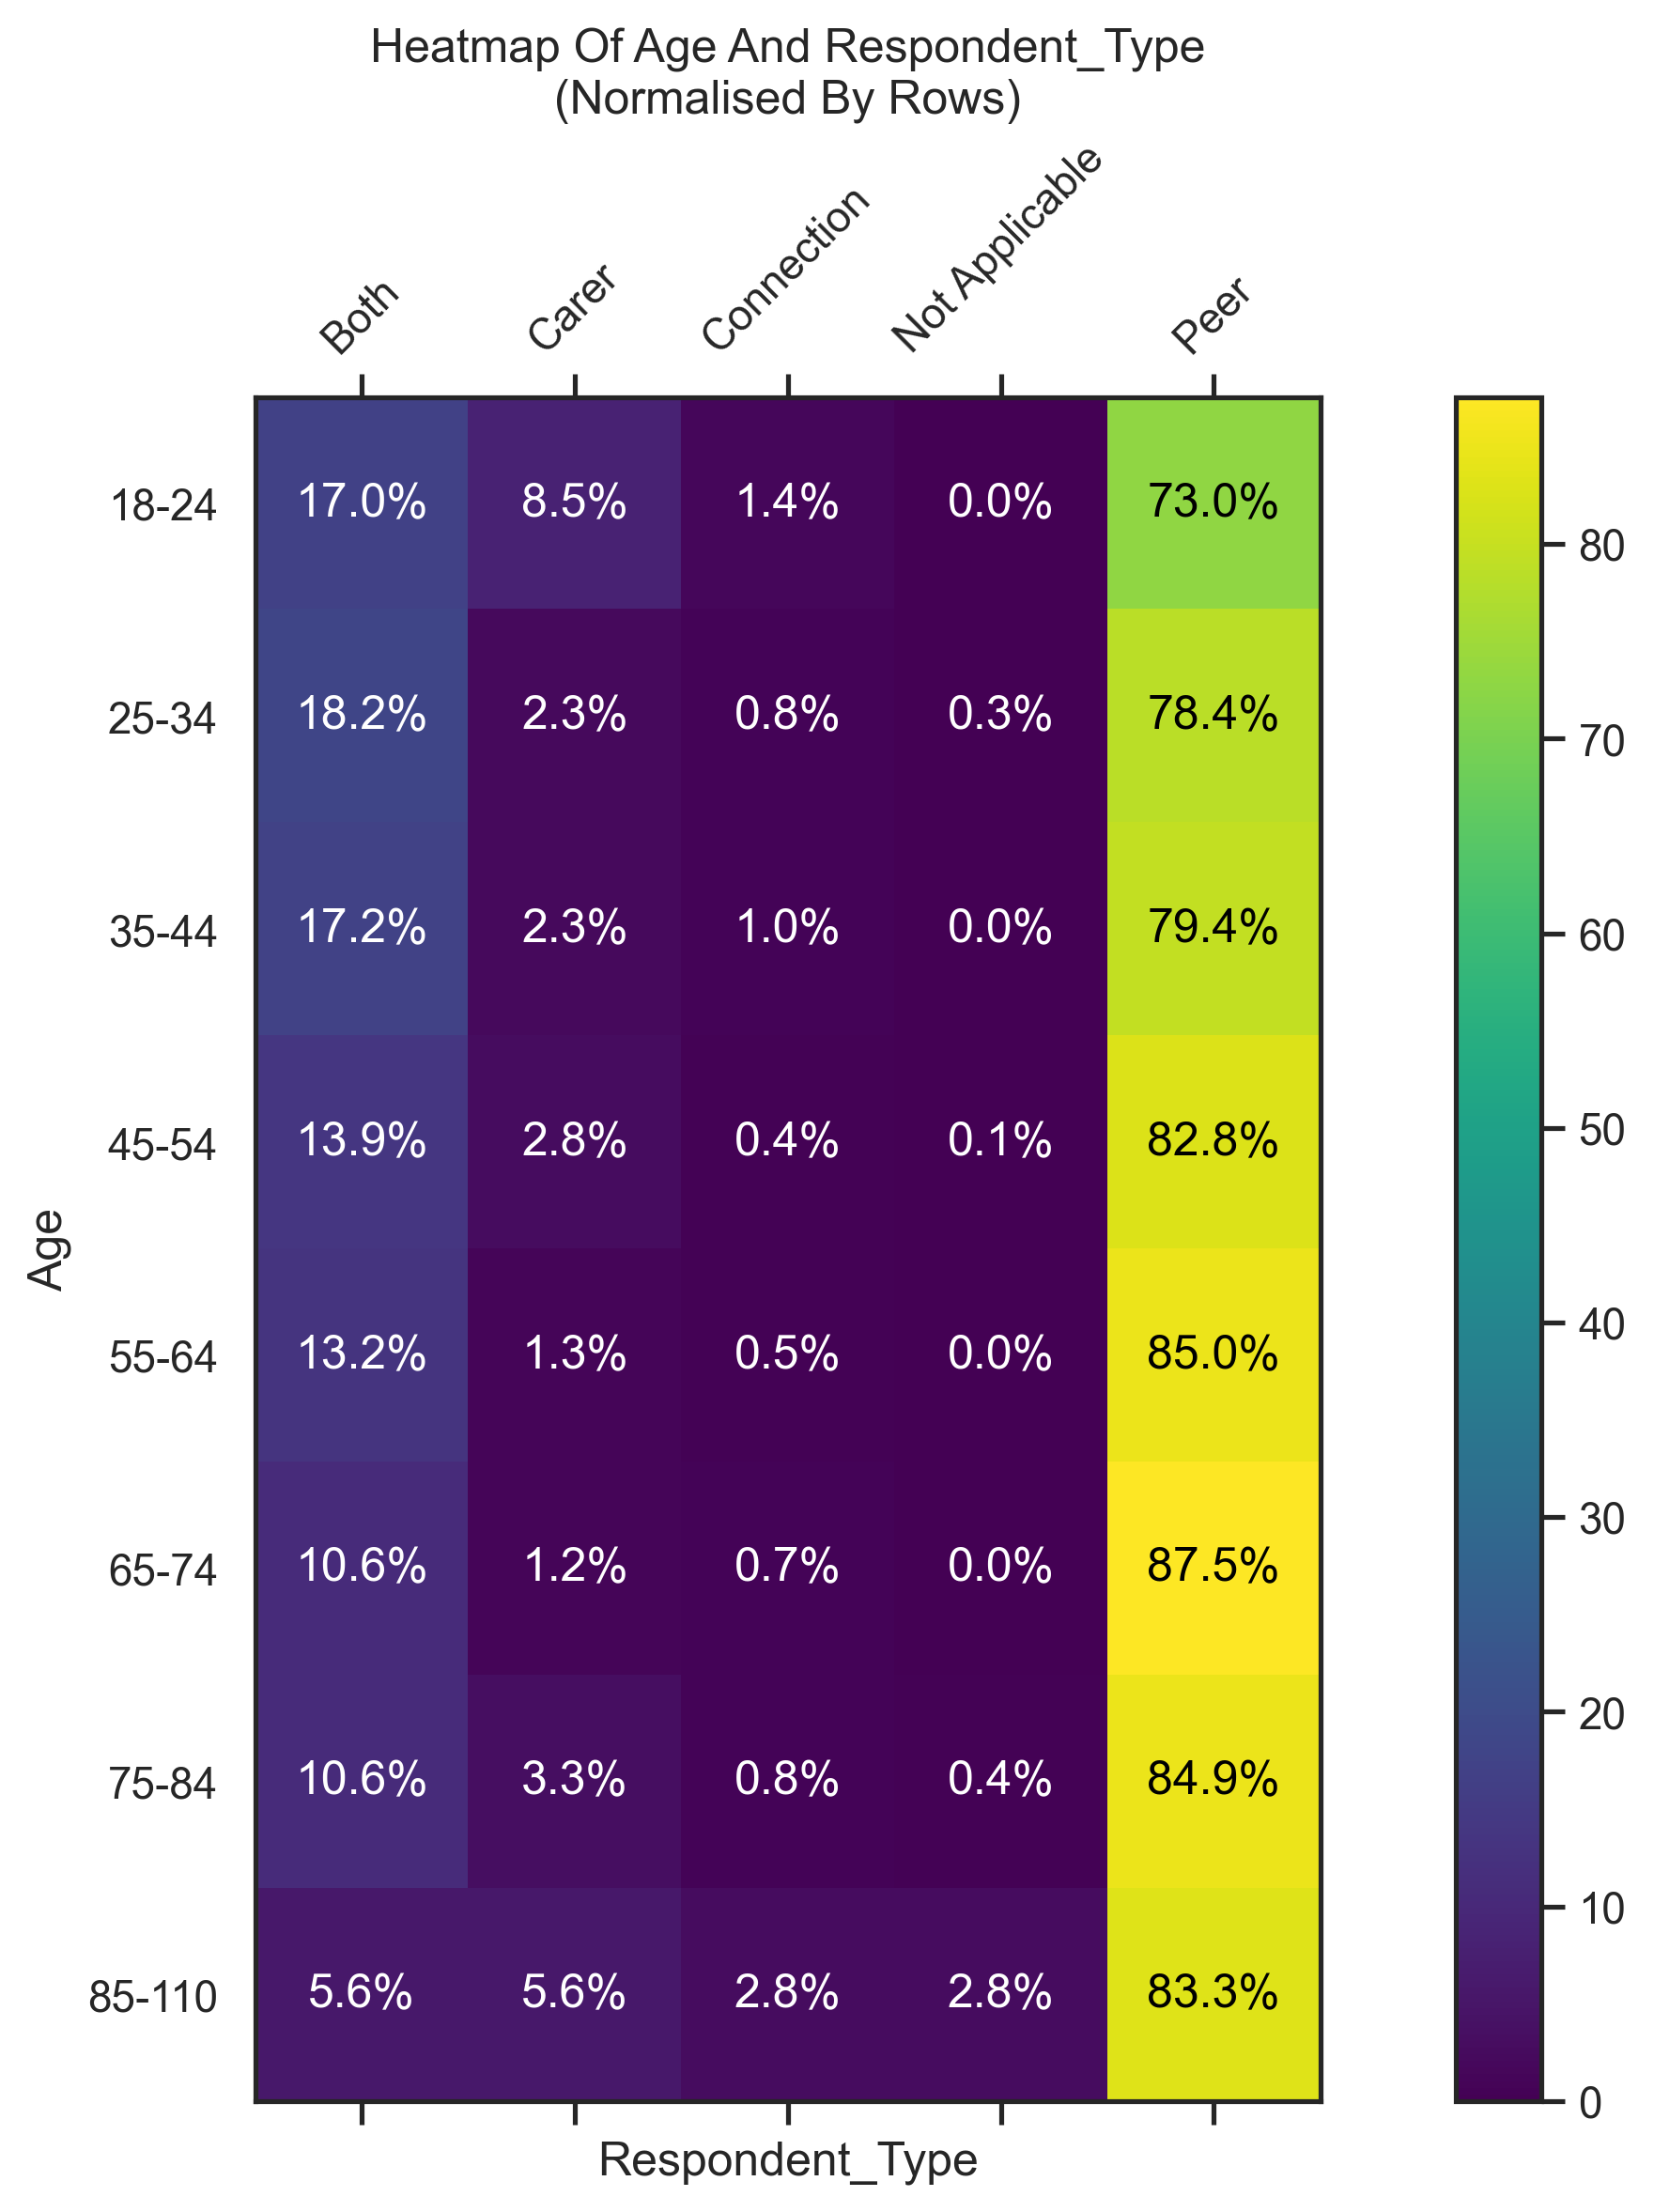 Heatmap Of Age And Respondent_Type
(Normalised By Rows)
Both Carer Connection Not Applicable Peer
18-24 17.0% 8.5% 1.4% 0.0% 73.0%
25-34 18.2% 2.3% 0.8% 0.3% 78.4%
35-44 17.2% 2.3% 1.0% 0.0% 79.4%
45-54 13.9% 2.8% 0.4% 0.1% 82.8%
55-64 13.2% 1.3% 0.5% 0.0% 85.0%
65-74 10.6% 1.2% 0.7% 0.0% 87.5%
75-84 10.6% 3.3% 0.8% 0.4% 84.9%
85-110 5.6% 5.6% 2.8% 2.8% 83.3%
Age
Respondent_Type
80
70
60
50
40
30
20
10
0